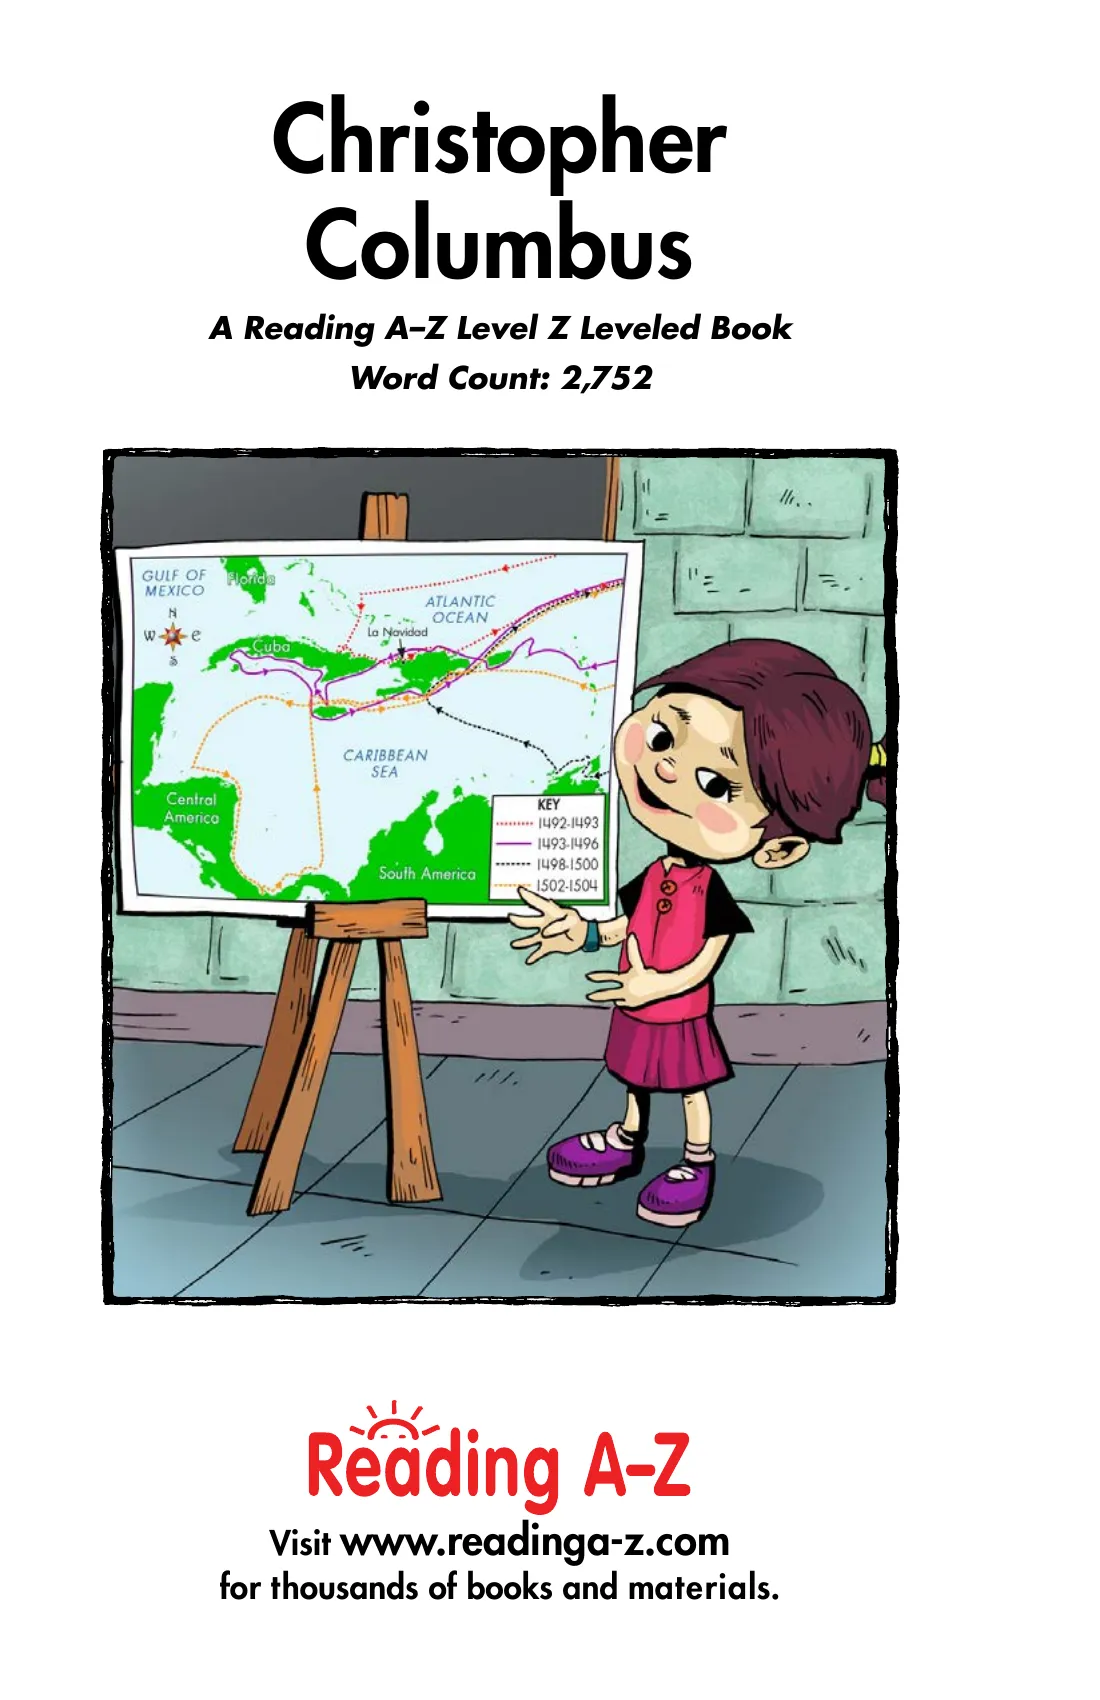 Christopher
Columbus
A Reading A–Z Level Z Leveled Book
Word Count: 2,752
GULF OF
MEXICO
Florida
N
W
e
S
ATLANTIC
OCEAN
La Navidad
Cuba
CARIBBEAN
SEA
Central
America
South America
KEY
1492-1493
1493-1496
1498-1500
1502-1504
Reading A–Z
Visit www.readinga-z.com
for thousands of books and materials.